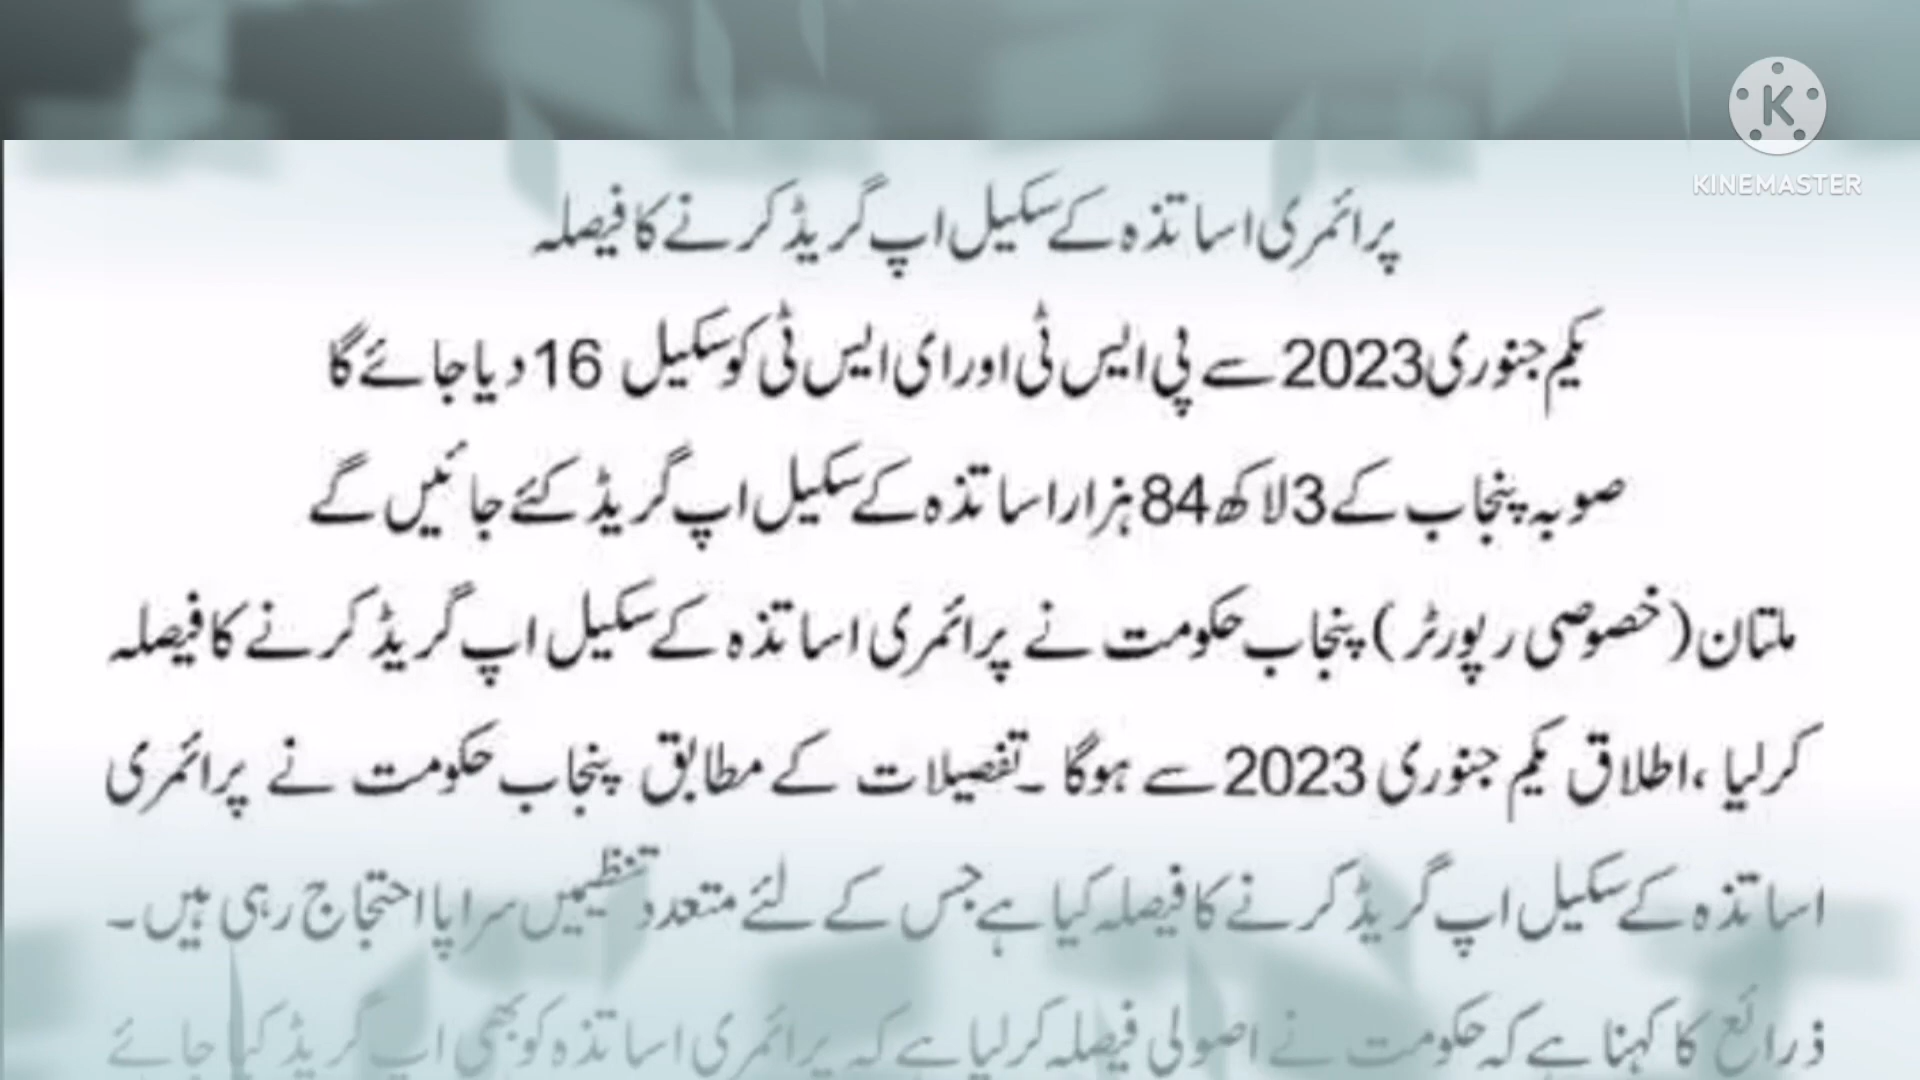 KINEMASTER
پرائمری اساتذہ کے سکیل اپ گریڈ کرنے کا فیصلہ
یکم جنوری 2023 سے پی ایس ٹی اور ای ایس ٹی کو سکیل 16 دیا جائے گا
صوبہ پنجاب کے 3 لاکھ 84 ہزار اساتذہ کے سکیل اپ گریڈ کئے جائیں گے
ملتان (خصوصی رپورٹر) پنجاب حکومت نے پرائمری اساتذہ کے سکیل اپ گریڈ کرنے کا فیصلہ
کرلیا ، اطلاق یکم جنوری 2023 سے ہوگا ۔ تفصیلات کے مطابق پنجاب حکومت نے پرائمری
اساتذہ کے سکیل اپ گریڈ کرنے کا فیصلہ کیا ہے جس کے لئے متعدد تنظیمیں سراپا احتجاج رہی ہیں ۔
ذرائع کا کہنا ہے کہ حکومت نے اصولی فیصلہ کرلیا ہے کہ پرائمری اساتذہ کو بھی اپ گریڈ کیا جائے